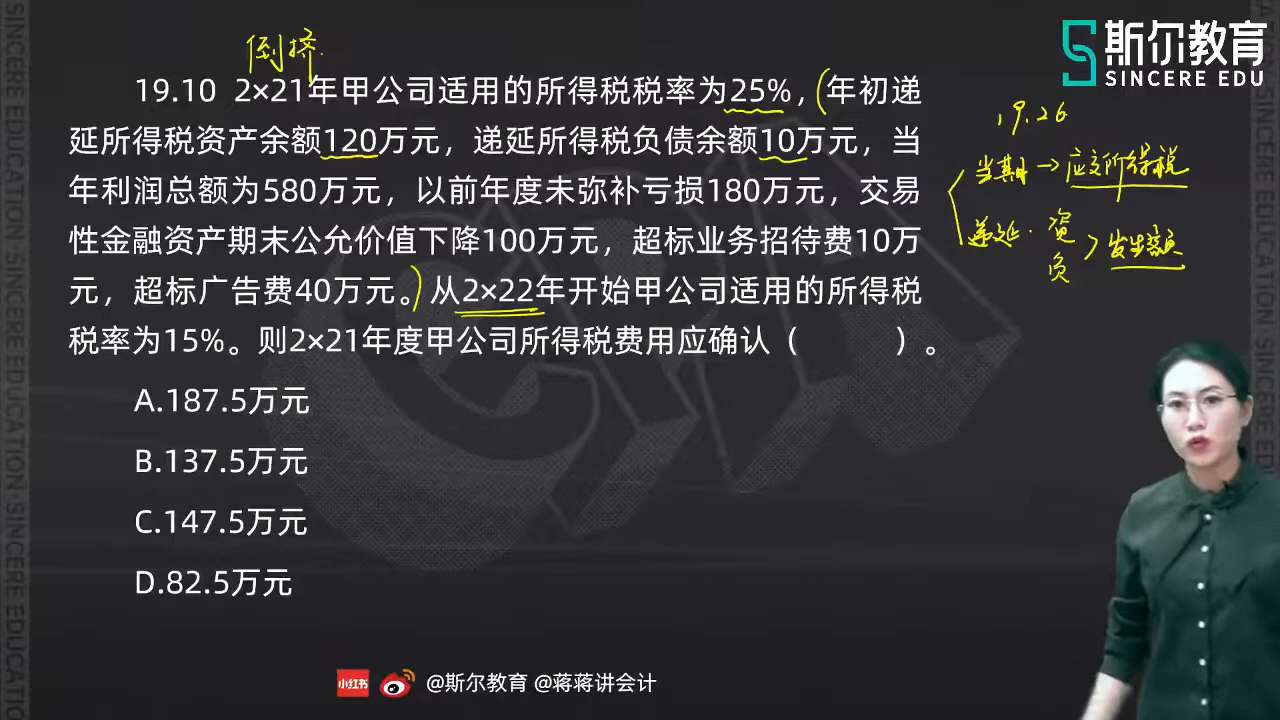 斯尔教育
SINCERE EDU
倒挤
19.10 2×21年甲公司适用的所得税税率为25%，年初递
延所得税资产余额120万元，递延所得税负债余额10万元，当
年利润总额为580万元，以前年度未弥补亏损180万元，交易
性金融资产期末公允价值下降100万元，超标业务招待费10万
元，超标广告费40万元。从2×22年开始甲公司适用的所得税
税率为15%。则2×21年度甲公司所得税费用应确认（ ）。
A.187.5万元
B.137.5万元
C.147.5万元
D.82.5万元
19.26
当期→应交所得税
递延·资
负
发生额
小红书
@斯尔教育 @蒋蒋讲会计
SINCERE EDUCATION SINCERE EDUCATION